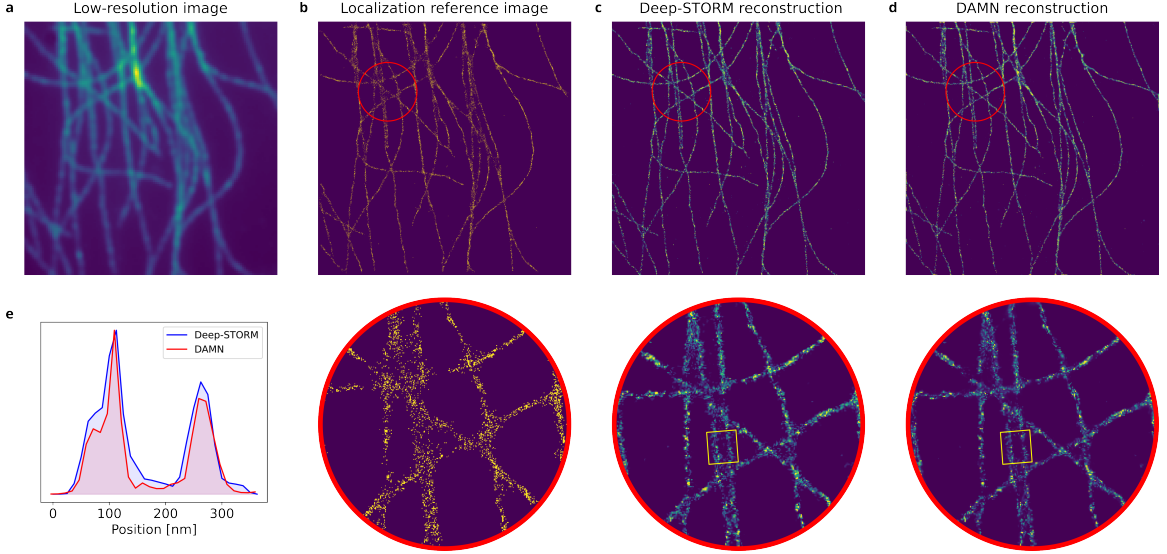 a Low-resolution image
b Localization reference image
c Deep-STORM reconstruction
d DAMN reconstruction
e
Deep-STORM
DAMN
0 100 200 300
Position [nm]